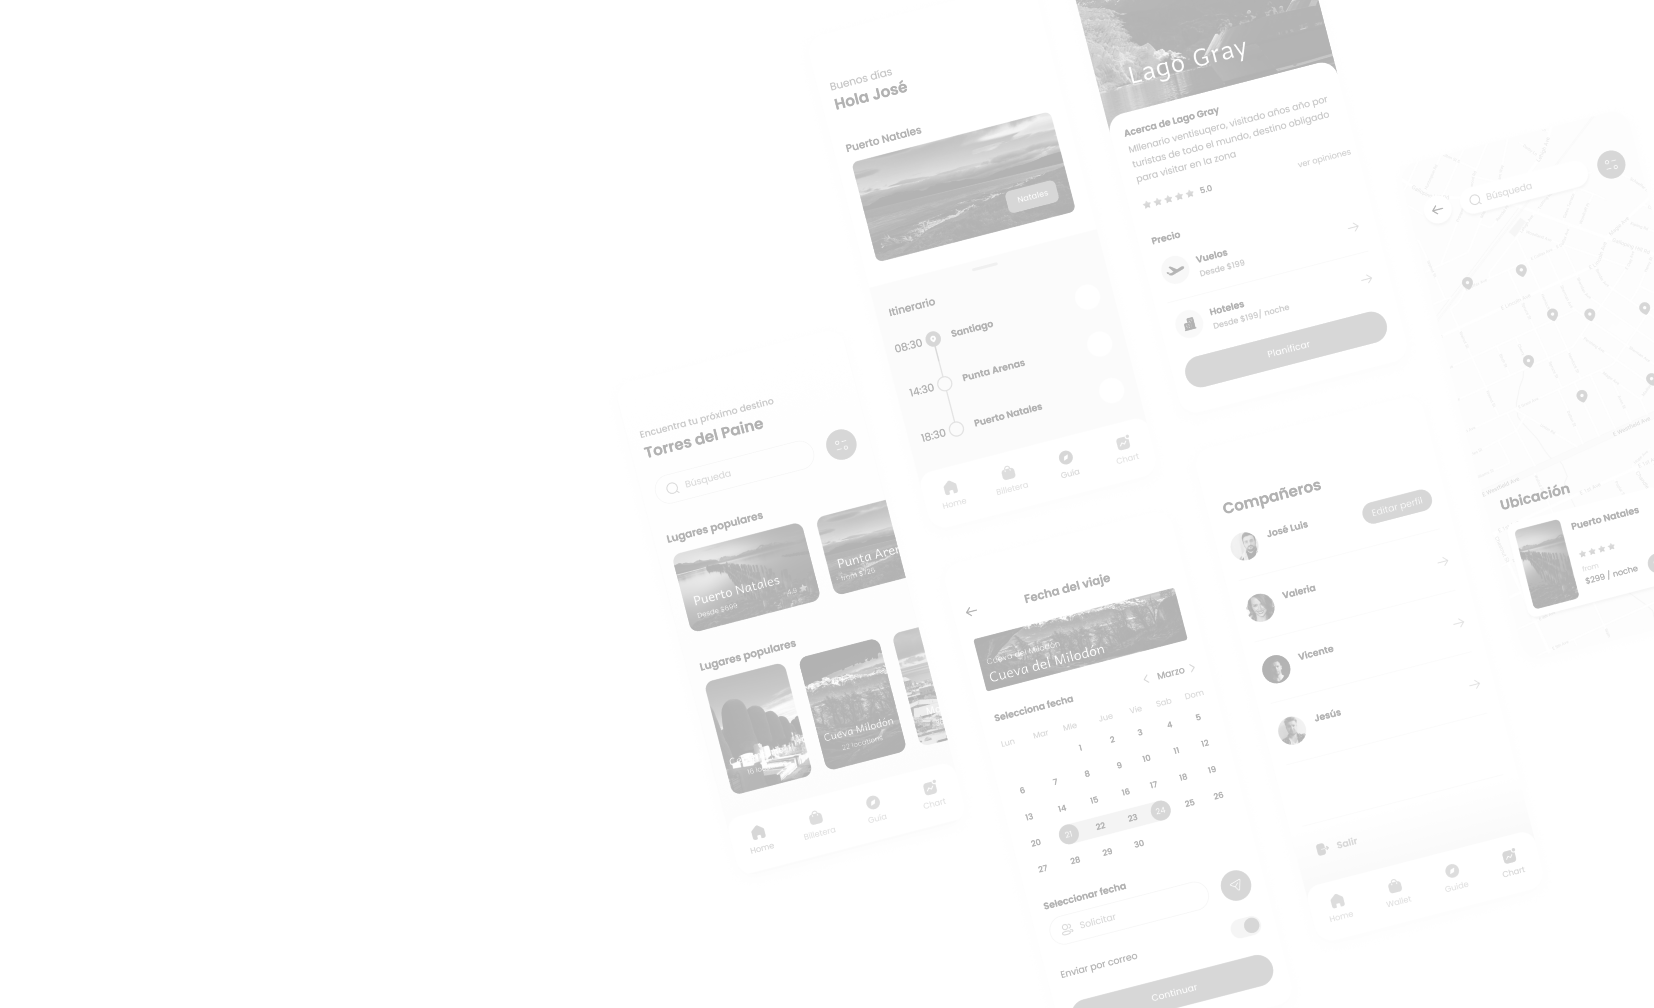 Buenos días
Hola José
Puerto Natales
Natales
Itinerario
08:30
Santiago
14:30
Punta Arenas
18:30
Puerto Natales
Home
Billetera
Guía
Chart
Lago Gray
Acerca de Lago Gray
Milenario ventisuqero, visitado años año por
turistas de todo el mundo, destino obligado
para visitar en la zona
ver opiniones
5.0
Precio
Vuelos
Desde $199
Hoteles
Desde $199/ noche
Planificar
Búsqueda
Ubicación
Puerto Natales
from
$299 / noche
Encuentra tu próximo destino
Torres del Paine
Búsqueda
Lugares populares
Puerto Natales
Desde $699
4.8
Punta Aren
from $725
Lugares populares
Cueva Milodón
Home
Billetera
Guía
Chart
Fecha del viaje
Cueva del Milodón
Cueva del Milodón
Marzo
Selecciona fecha
Lun Mar Mie Jue Vie Sáb Dom
1 2 3 4 5
6 7 8 9 10 11 12
13 14 15 16 17 18 19
20 21 22 23 24 25 26
27 28 29 30
Seleccionar fecha
Solicitar
Enviar por correo
Continuar
Compañeros
José Luis
Editar perfil
Valeria
Vicente
Jesús
Salir
Home
Wallet
Guide
Chart